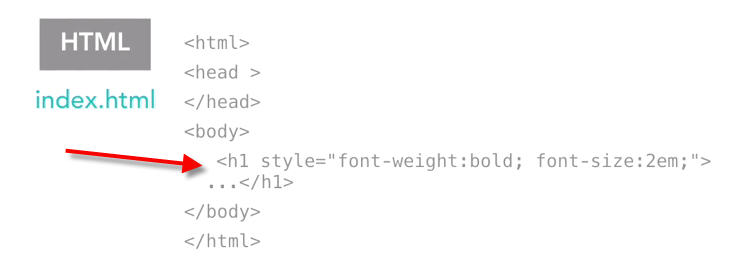 HTML
index.html
<html>
<head >
</head>
<body>
<h1 style="font-weight:bold; font-size:2em;">
...</h1>
</body>
</html>